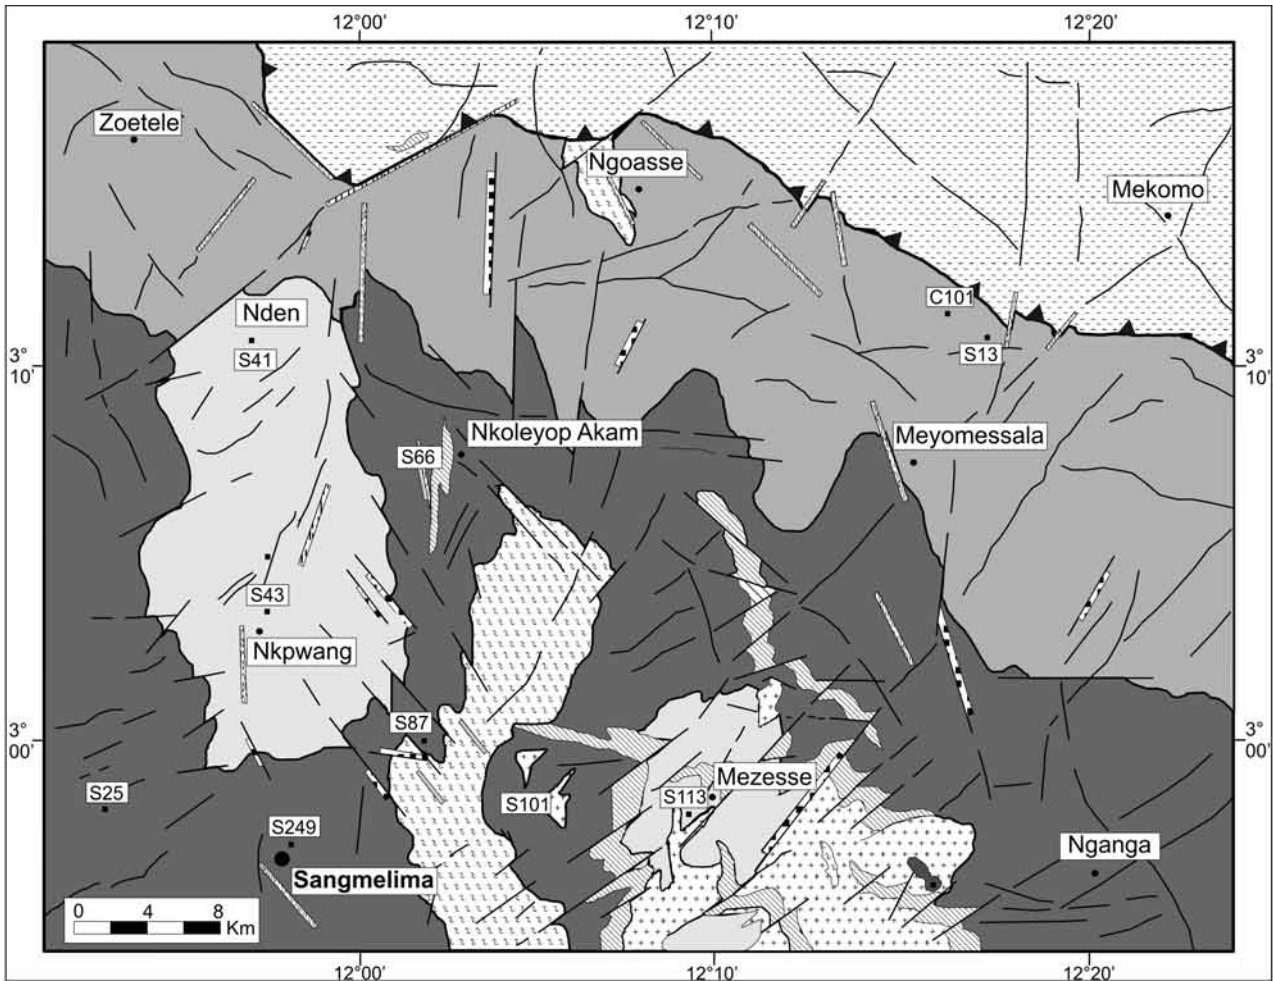 12°00' 12°10' 12°20'
Zoetele
Ngoasse
Mekomo
Nden
C101
S41
S13
3°
10'
3°
10'
Nkoleyop Akam
Meyomessala
S66
S43
Nkpwang
S87
3°
00'
3°
00'
Mezesse
S25
S101
S113
S249
Nganga
Sangmelima
0 4 8
Km
12°00' 12°10' 12°20'